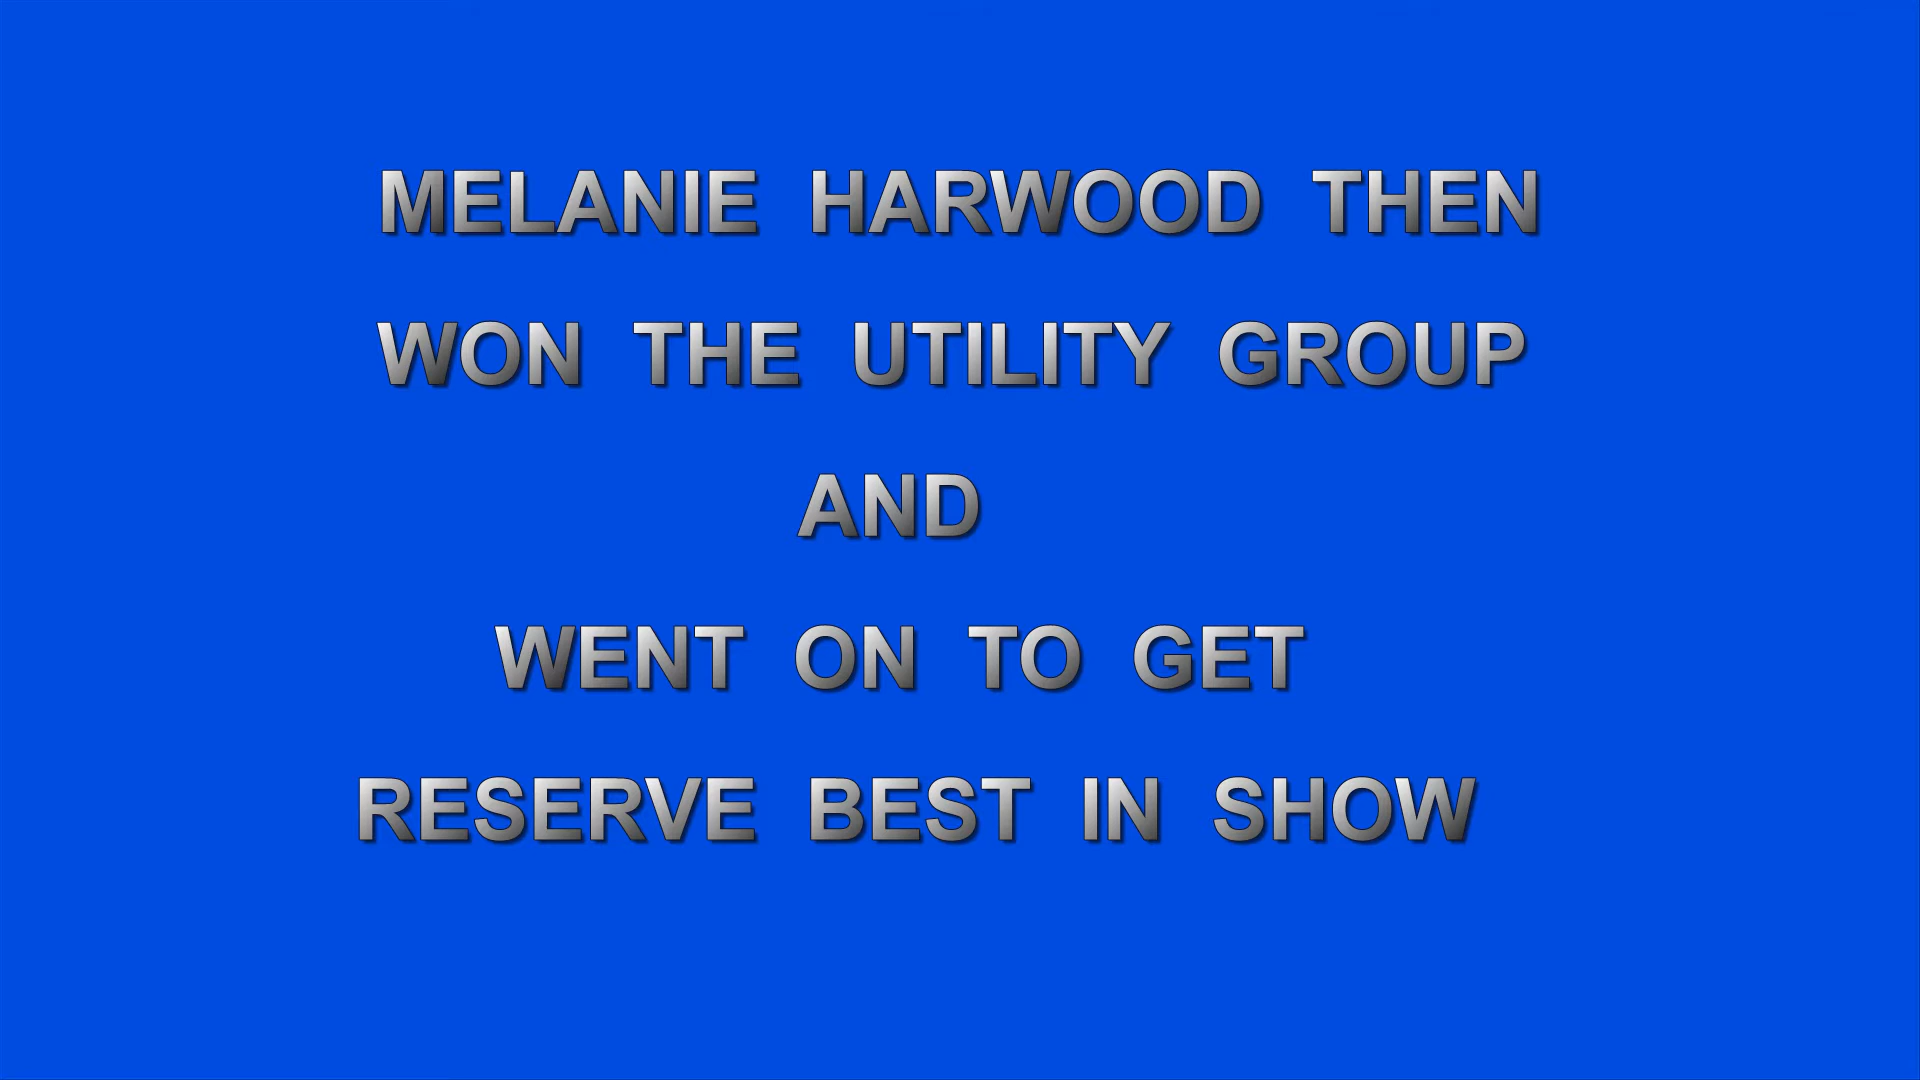 MELANIE HARWOOD THEN
WON THE UTILITY GROUP
AND
WENT ON TO GET
RESERVE BEST IN SHOW